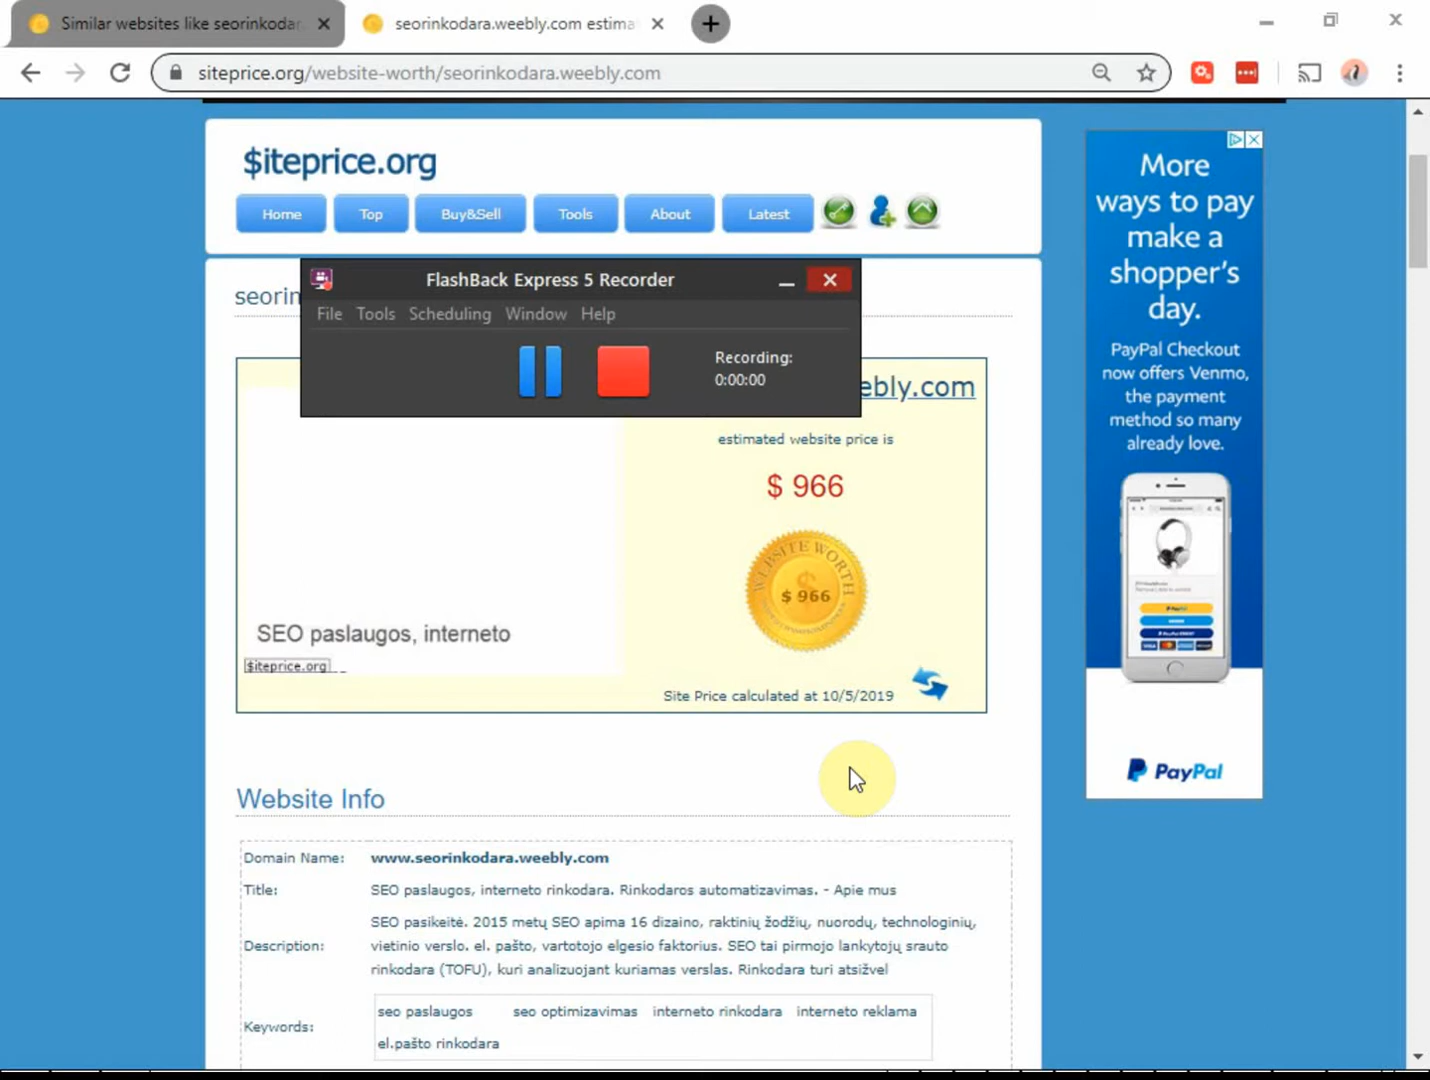 Similar websites like seorinkodar
seorinkodara.weebly.com estima
siteprice.org/website-worth/seorinkodara.weebly.com
$iteprice.org
Home
Top
Buy&Sell
Tools
About
Latest
seorin
FlashBack Express 5 Recorder
File Tools Scheduling Window Help
Recording:
0:00:00
ebly.com
estimated website price is
$ 966
WEBSITE WORTH
$ 966
SEO paslaugos, interneto
$iteprice.org
Site Price calculated at 10/5/2019
Website Info
Domain Name: www.seorinkodara.weebly.com
Title: SEO paslaugos, interneto rinkodara. Rinkodaros automatizavimas. - Apie mus
Description: SEO pasikeitė. 2015 metų SEO apima 16 dizaino, raktinių žodžių, nuorodų, technologinių,
vietinio verslo. el. pašto, vartotojo elgesio faktorius. SEO tai pirmojo lankytojų srauto
rinkodara (TOFU), kuri analizuojant kuriamas verslas. Rinkodara turi atsižvel
Keywords: seo paslaugos seo optimizavimas interneto rinkodara interneto reklama
el.pašto rinkodara
More
ways to pay
make a
shopper's
day.
PayPal Checkout
now offers Venmo,
the payment
method so many
already love.
PayPal